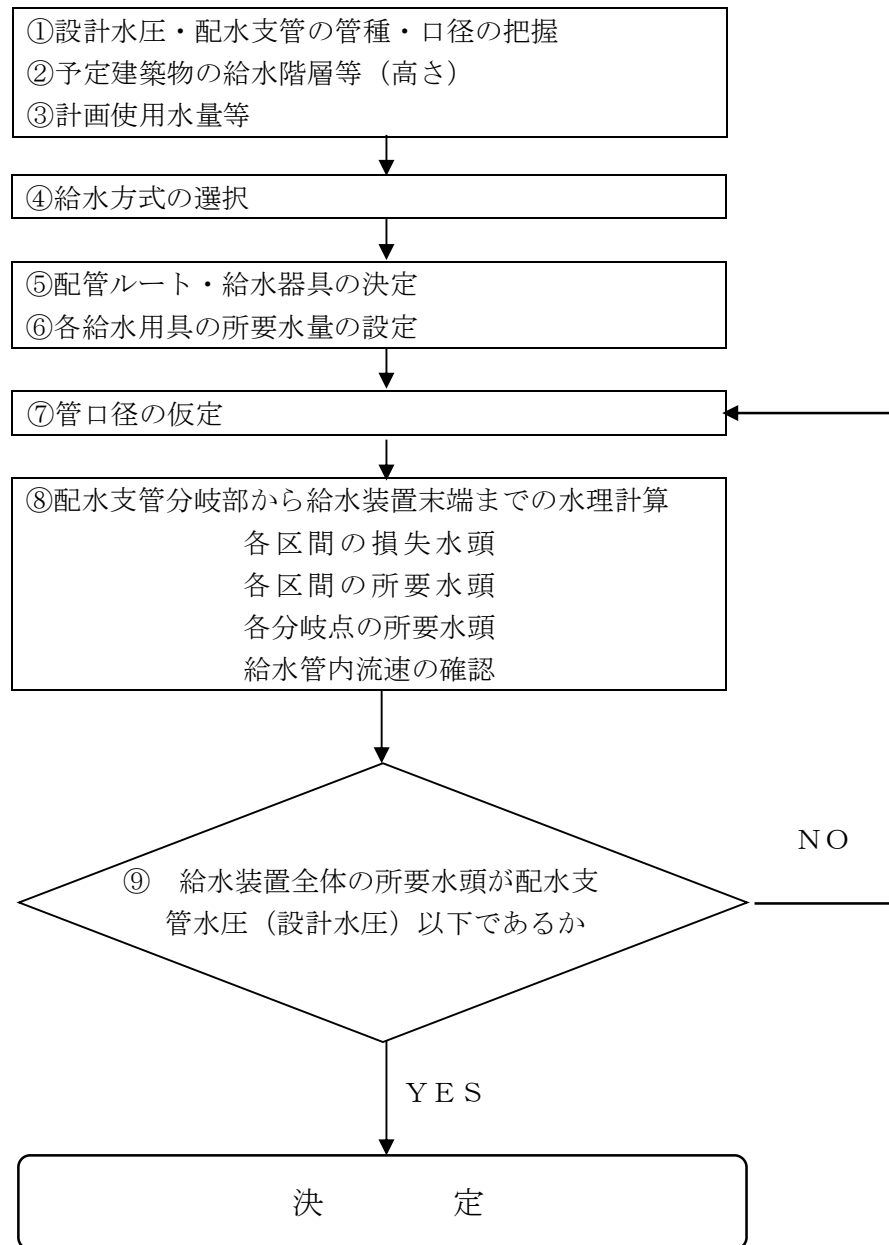 ①設計水圧・配水支管の管種・口径の把握
②予定建築物の給水階層等（高さ）
③計画使用水量等
④給水方式の選択
⑤配管ルート・給水器具の決定
⑥各給水用具の所要水量の設定
⑦管口径の仮定
⑧配水支管分岐部から給水装置末端までの水理計算
各区間の損失水頭
各区間の所要水頭
各分岐点の所要水頭
給水管内流速の確認
NO
⑨　給水装置全体の所要水頭が配水支
管水圧（設計水圧）以下であるか
YES
決　　　　定